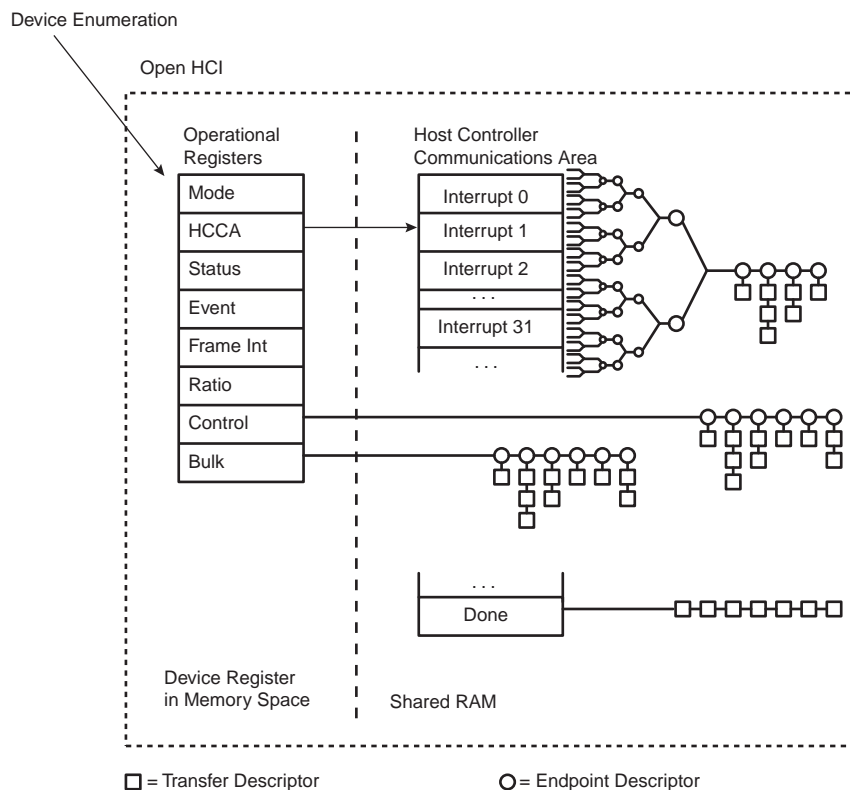 Device Enumeration
Open HCI
Operational
Registers
Mode
HCCA
Status
Event
Frame Int
Ratio
Control
Bulk
Host Controller
Communications Area
Interrupt 0
Interrupt 1
Interrupt 2
. . .
Interrupt 31
. . .
. . .
Done
Device Register
in Memory Space
Shared RAM
= Transfer Descriptor
= Endpoint Descriptor